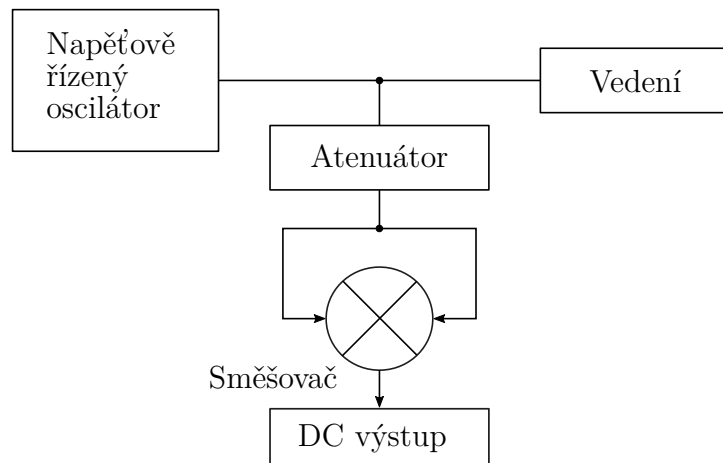 Napěťově
řízený
oscilátor
Vedení
Atenuátor
Směšovač
DC výstup